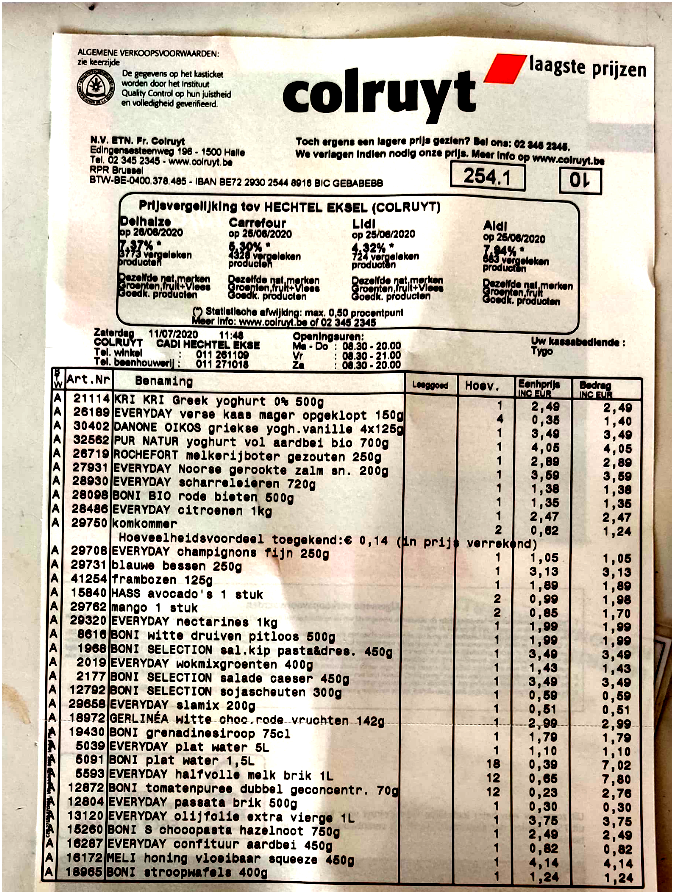 ALGEMENE VERKOOPSVOORWAARDEN:
zie keerzijde
De gegevens op het kasticket
worden door het Instituut
Quality Control op hun juistheid
en volledigheid geverifieerd.
colruyt laagste prijzen
N.V. ETN. Fr. Colruyt
Edingensesteenweg 196 - 1500 Halle
Tel. 02 345 2345 - www.colruyt.be
RPR Brussel
BTW-BE-0400.378.485 - IBAN BE72 2930 2544 8916 BIC GEBABEBB
Toch ergens een lagere prijs gezien? Bel ons: 02 345 2345.
We verlagen indien nodig onze prijs. Meer info op www.colruyt.be
254.1 01
Prijsvergelijking tov HECHTEL EKSEL (COLRUYT)
Delhaize Carrefour Lidl Aldi
op 26/06/2020 op 25/06/2020 op 25/06/2020 op 25/06/2020
7,37% * 5,30% * 4,32% * 7,94% *
3773 vergeleken 4328 vergeleken 724 vergeleken 683 vergeleken
producten producten producten producten
Dezelfde nat.merken Dezelfde nat.merken Dezelfde nat.merken Dezelfde nat.merken
Groenten,fruit+Vlees Groenten,fruit+Vlees Groenten,fruit+Vlees Groenten,fruit
Goedk. producten Goedk. producten Goedk. producten Goedk. producten
(*) Statistische afwijking: max. 0,50 procentpunt
Meer info: www.colruyt.be of 02 345 2345
Zaterdag 11/07/2020 11:48 Openingsuren: Uw kassabediende :
COLRUYT CADI HECHTEL EKSE Ma - Do : 08.30 - 20.00 Tygo
Tel. winkel : 011 261109 Vr : 08.30 - 21.00
Tel. beenhouwerij : 011 271018 Za : 08.30 - 20.00
BTW Art.Nr Benaming Leeggoed Hoev. Eenhprijs INC EUR Bedrag INC EUR
A 21114 KRI KRI Greek yoghurt 0% 500g 1 2,49 2,49
A 26189 EVERYDAY verse kaas mager opgeklopt 150g 4 0,35 1,40
A 30402 DANONE OIKOS griekse yogh.vanille 4x125g 1 3,49 3,49
A 32562 PUR NATUR yoghurt vol aardbei bio 700g 1 4,05 4,05
A 26719 ROCHEFORT melkerijboter gezouten 250g 1 2,89 2,89
A 27931 EVERYDAY Noorse gerookte zalm sn. 200g 1 3,59 3,59
A 28930 EVERYDAY scharreleieren 720g 1 1,38 1,38
A 28098 BONI BIO rode bieten 500g 1 1,35 1,35
A 28486 EVERYDAY citroenen 1kg 1 2,47 2,47
A 29750 komkommer 2 0,62 1,24
Hoeveelheidsvoordeel toegekend:€ 0,14 (in prijs verrekend)
A 29708 EVERYDAY champignons fijn 250g 1 1,05 1,05
A 29731 blauwe bessen 250g 1 3,13 3,13
A 41254 frambozen 125g 1 1,89 1,89
A 15840 HASS avocado's 1 stuk 2 0,99 1,98
A 29762 mango 1 stuk 2 0,85 1,70
A 29320 EVERYDAY nectarines 1kg 1 1,99 1,99
A 8616 BONI witte druiven pitloos 500g 1 1,99 1,99
A 1968 BONI SELECTION sal.kip pasta&dres. 450g 1 3,49 3,49
A 2019 EVERYDAY wokmixgroenten 400g 1 1,43 1,43
A 2177 BONI SELECTION salade caeser 450g 1 3,49 3,49
A 12792 BONI SELECTION sojascheuten 300g 1 0,59 0,59
A 29658 EVERYDAY slamix 200g 1 0,51 0,51
A 18972 GERLINÉA witte choc.rode vruchten 142g 1 2,99 2,99
A 19430 BONI grenadinesiroop 75cl 1 1,79 1,79
A 5039 EVERYDAY plat water 5L 1 1,10 1,10
A 5091 BONI plat water 1,5L 18 0,39 7,02
A 5593 EVERYDAY halfvolle melk brik 1L 12 0,65 7,80
A 12872 BONI tomatenpuree dubbel geconcentr. 70g 12 0,23 2,76
A 12804 EVERYDAY passata brik 500g 1 0,30 0,30
A 13120 EVERYDAY olijfolie extra vierge 1L 1 3,75 3,75
A 15260 BONI S chocopasta hazelnoot 750g 1 2,49 2,49
A 16287 EVERYDAY confituur aardbei 450g 1 0,82 0,82
A 16172 MELI honing vloeibaar squeeze 450g 1 4,14 4,14
A 18965 BONI stroopwafels 400g 1 1,24 1,24